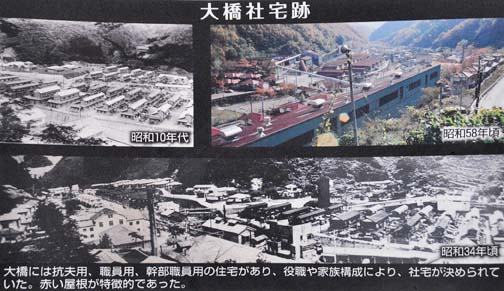 大橋社宅跡
昭和10年代
昭和58年頃
昭和34年頃
大橋には抗夫用、職員用、幹部職員用の住宅があり、役職や家族構成により、社宅が決められて
いた。赤い屋根が特徴的であった。